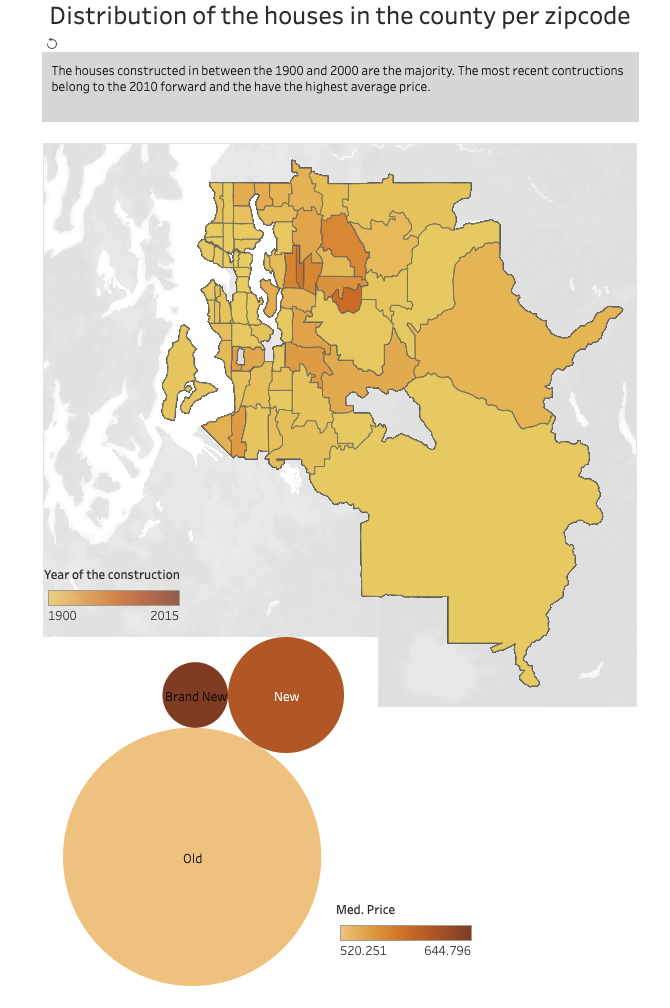 Distribution of the houses in the county per zipcode
The houses constructed in between the 1900 and 2000 are the majority. The most recent contructions
belong to the 2010 forward and the have the highest average price.
Year of the construction
1900 2015
Brand New
New
Old
Med. Price
520.251 644.796